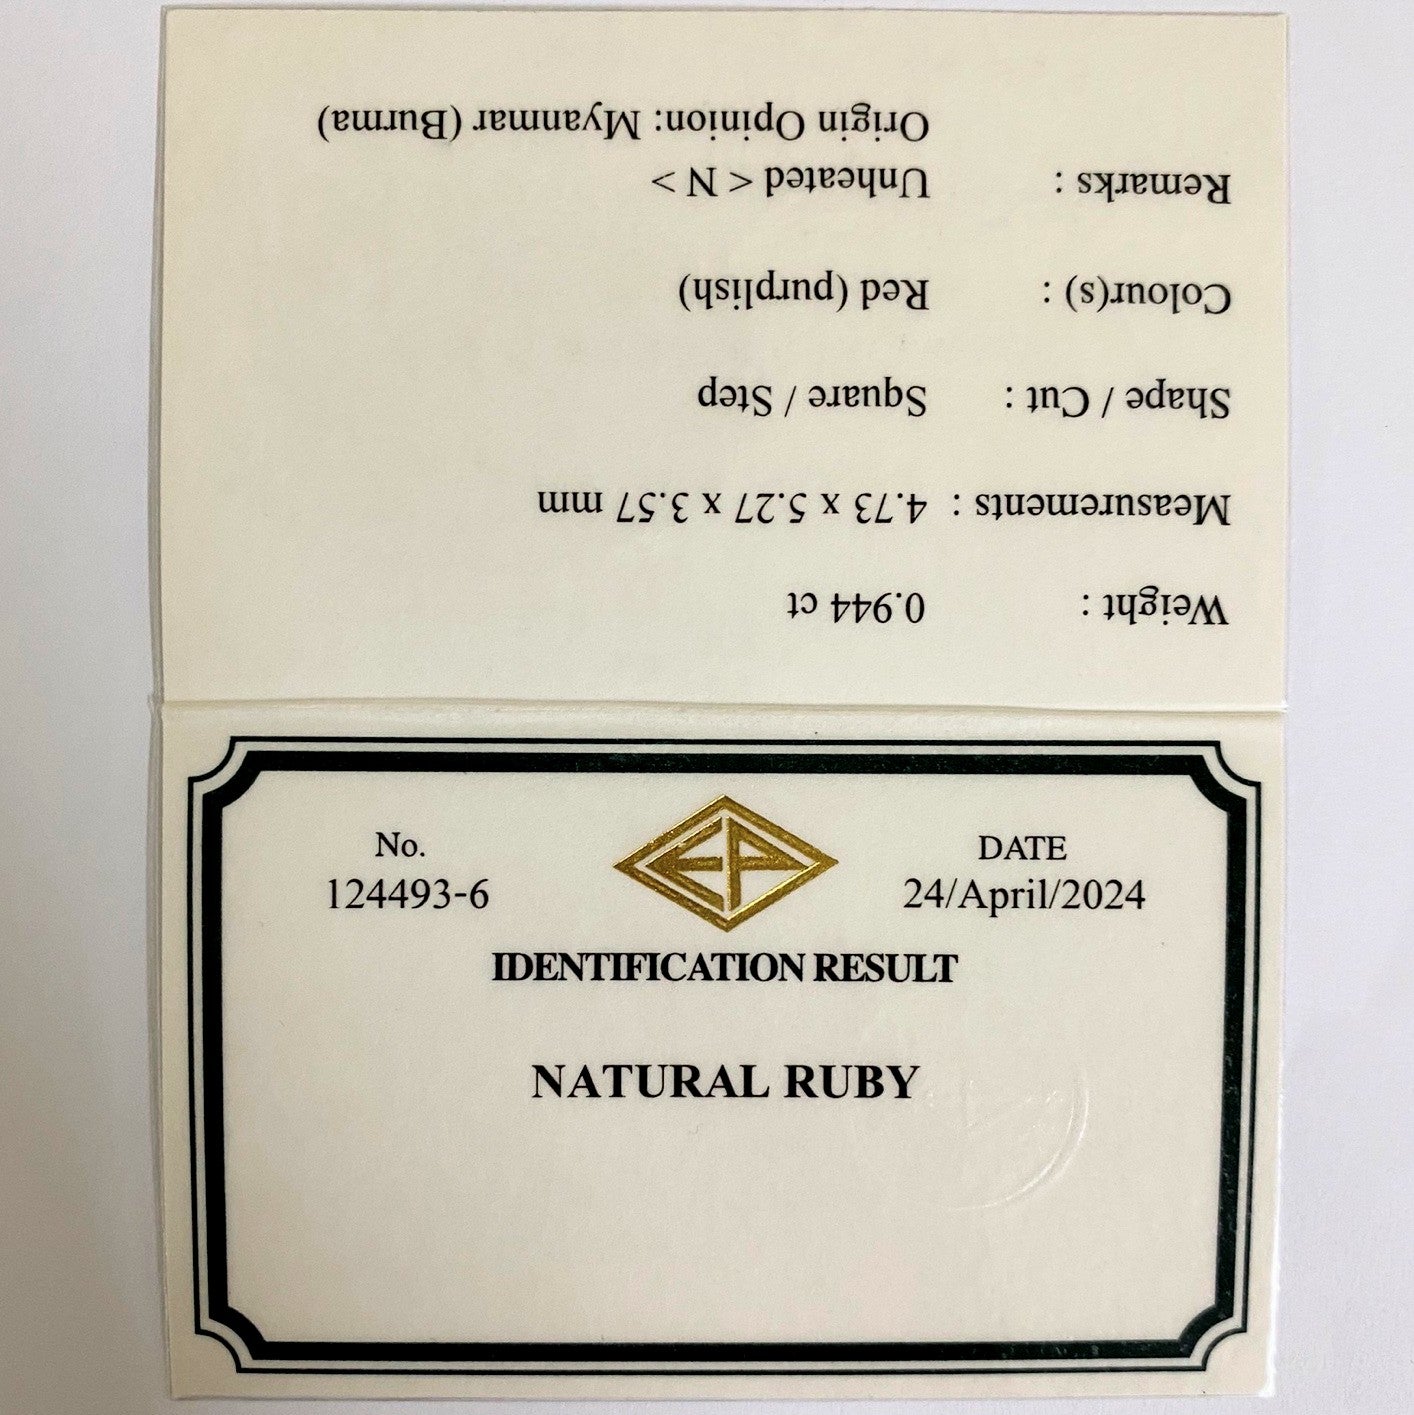 Weight : 0.944 ct
Measurements : 4.73 x 5.27 x 3.57 mm
Shape / Cut : Square / Step
Colour(s) : Red (purplish)
Remarks : Unheated < N >
Origin Opinion: Myanmar (Burma)
No.
124493-6
EP
DATE
24/April/2024
IDENTIFICATION RESULT
NATURAL RUBY